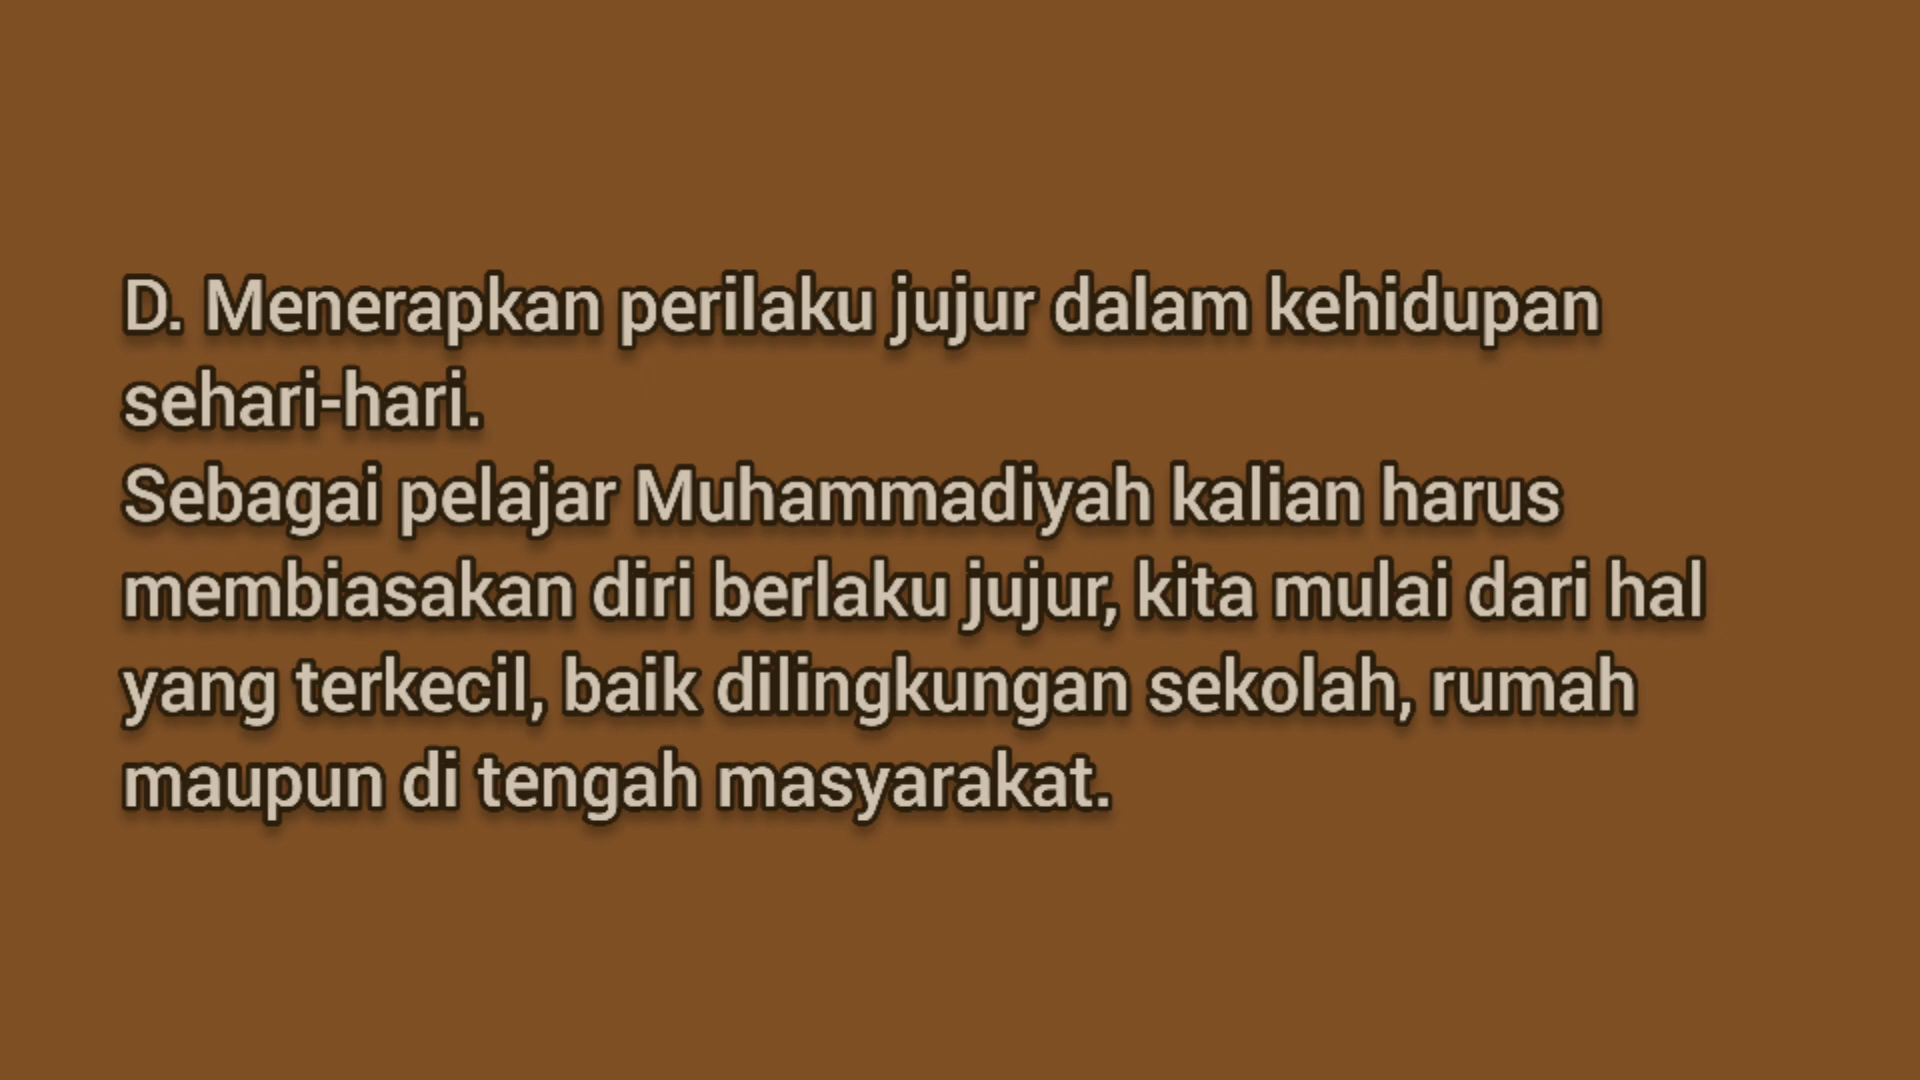 D. Menerapkan perilaku jujur dalam kehidupan
sehari-hari.
Sebagai pelajar Muhammadiyah kalian harus
membiasakan diri berlaku jujur, kita mulai dari hal
yang terkecil, baik dilingkungan sekolah, rumah
maupun di tengah masyarakat.